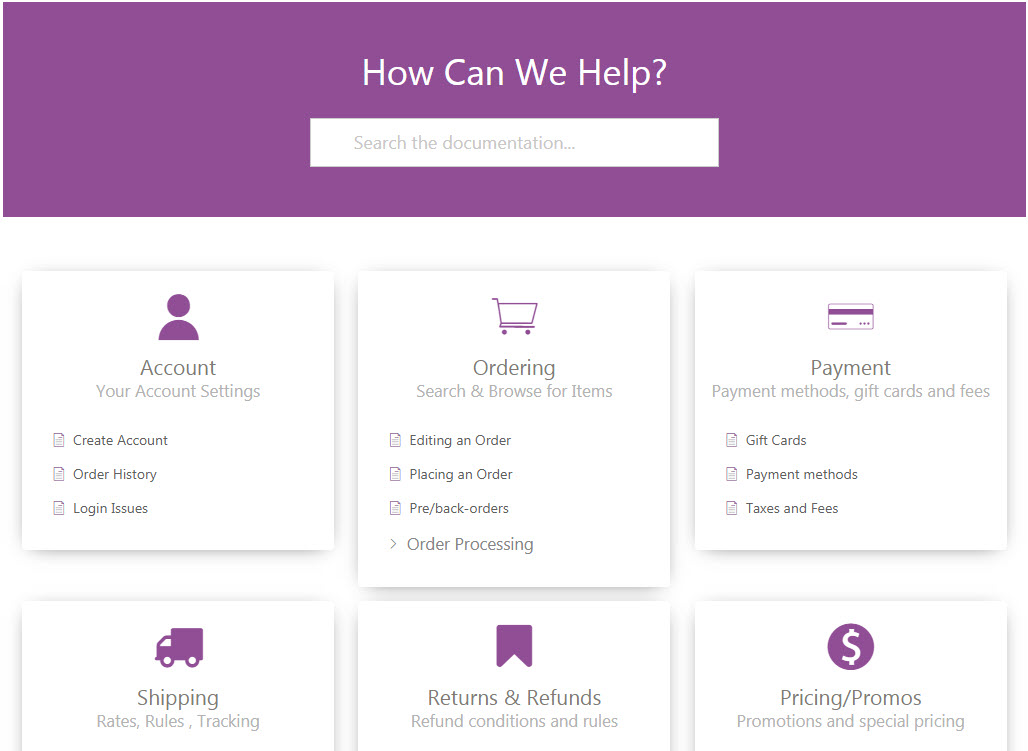 How Can We Help?
Search the documentation...
Account
Your Account Settings
Create Account
Order History
Login Issues
Ordering
Search & Browse for Items
Editing an Order
Placing an Order
Pre/back-orders
Order Processing
Payment
Payment methods, gift cards and fees
Gift Cards
Payment methods
Taxes and Fees
Shipping
Rates, Rules , Tracking
Returns & Refunds
Refund conditions and rules
Pricing/Promos
Promotions and special pricing